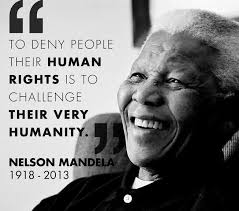 “
TO DENY PEOPLE
THEIR HUMAN
RIGHTS IS TO
CHALLENGE
THEIR VERY
HUMANITY.
”
NELSON MANDELA
1918 - 2013